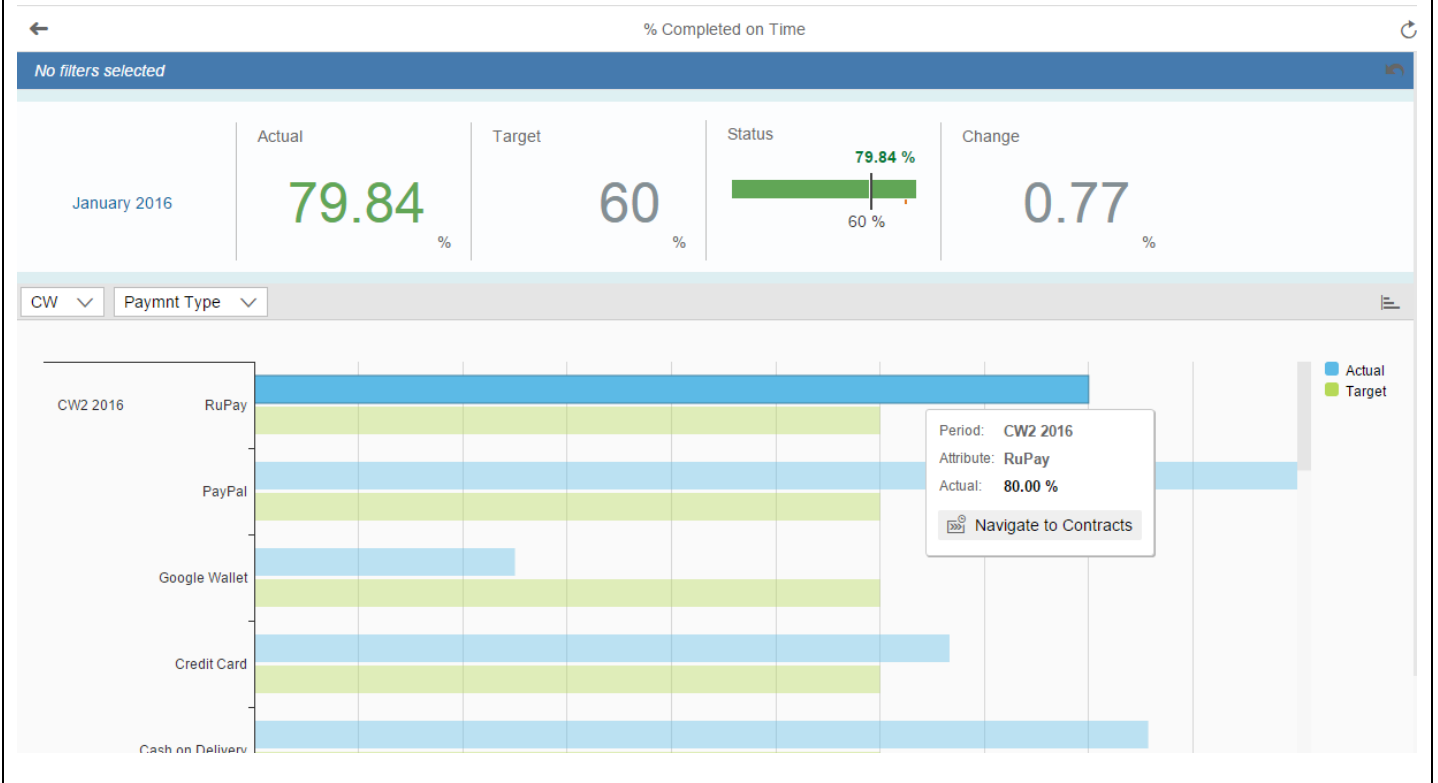 % Completed on Time
No filters selected
January 2016
Actual
79.84
%
Target
60
%
Status
79.84 %
60 %
Change
0.77
%
CW
Paymnt Type
Actual
Target
CW2 2016
RuPay
PayPal
Google Wallet
Credit Card
Cash on Delivery
Period: CW2 2016
Attribute: RuPay
Actual: 80.00 %
Navigate to Contracts